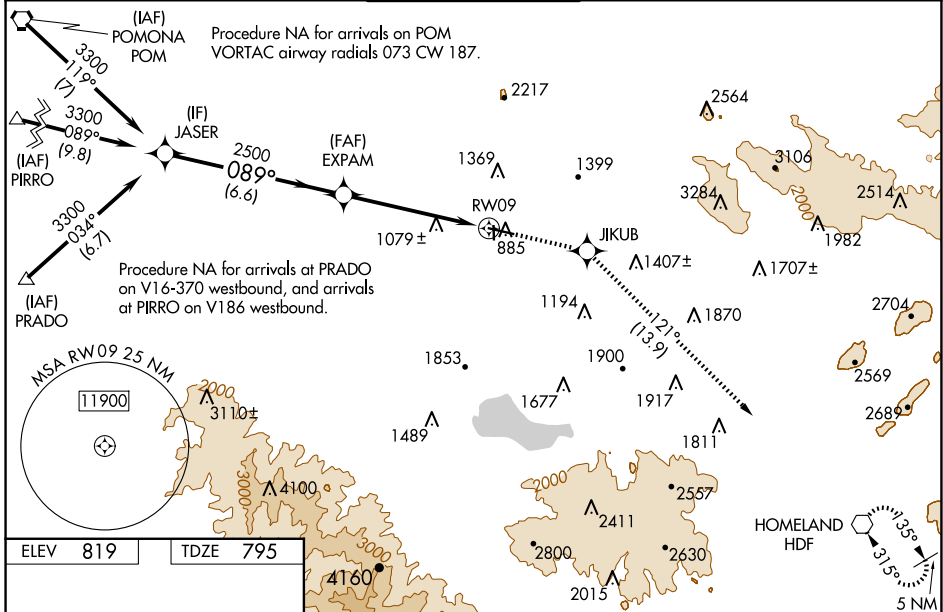 (IAF)
POMONA
POM
Procedure NA for arrivals on POM
VORTAC airway radials 073 CW 187.
3300
119°
(7)
2217
2564
3300
089°
(9.8)
(IF)
JASER
(IAF)
PIRRO
2500
089°
(6.6)
(FAF)
EXPAM
1369
1399
3106
3284
2000
2514
RW09
1079 ±
885
JIKUB
1982
3300
034°
(6.7)
1407±
1707±
Procedure NA for arrivals at PRADO
on V16-370 westbound, and arrivals
at PIRRO on V186 westbound.
(IAF)
PRADO
1194
121°
(13.9)
1870
2704
MSA RW09 25 NM
11900
1853
1900
2569
2000
3110±
1677
1917
2689
1489
1811
3000
4100
2000
2557
2411
HOMELAND
HDF
135°
315°
5 NM
ELEV 819
TDZE 795
3000
4160
2800
2630
2015